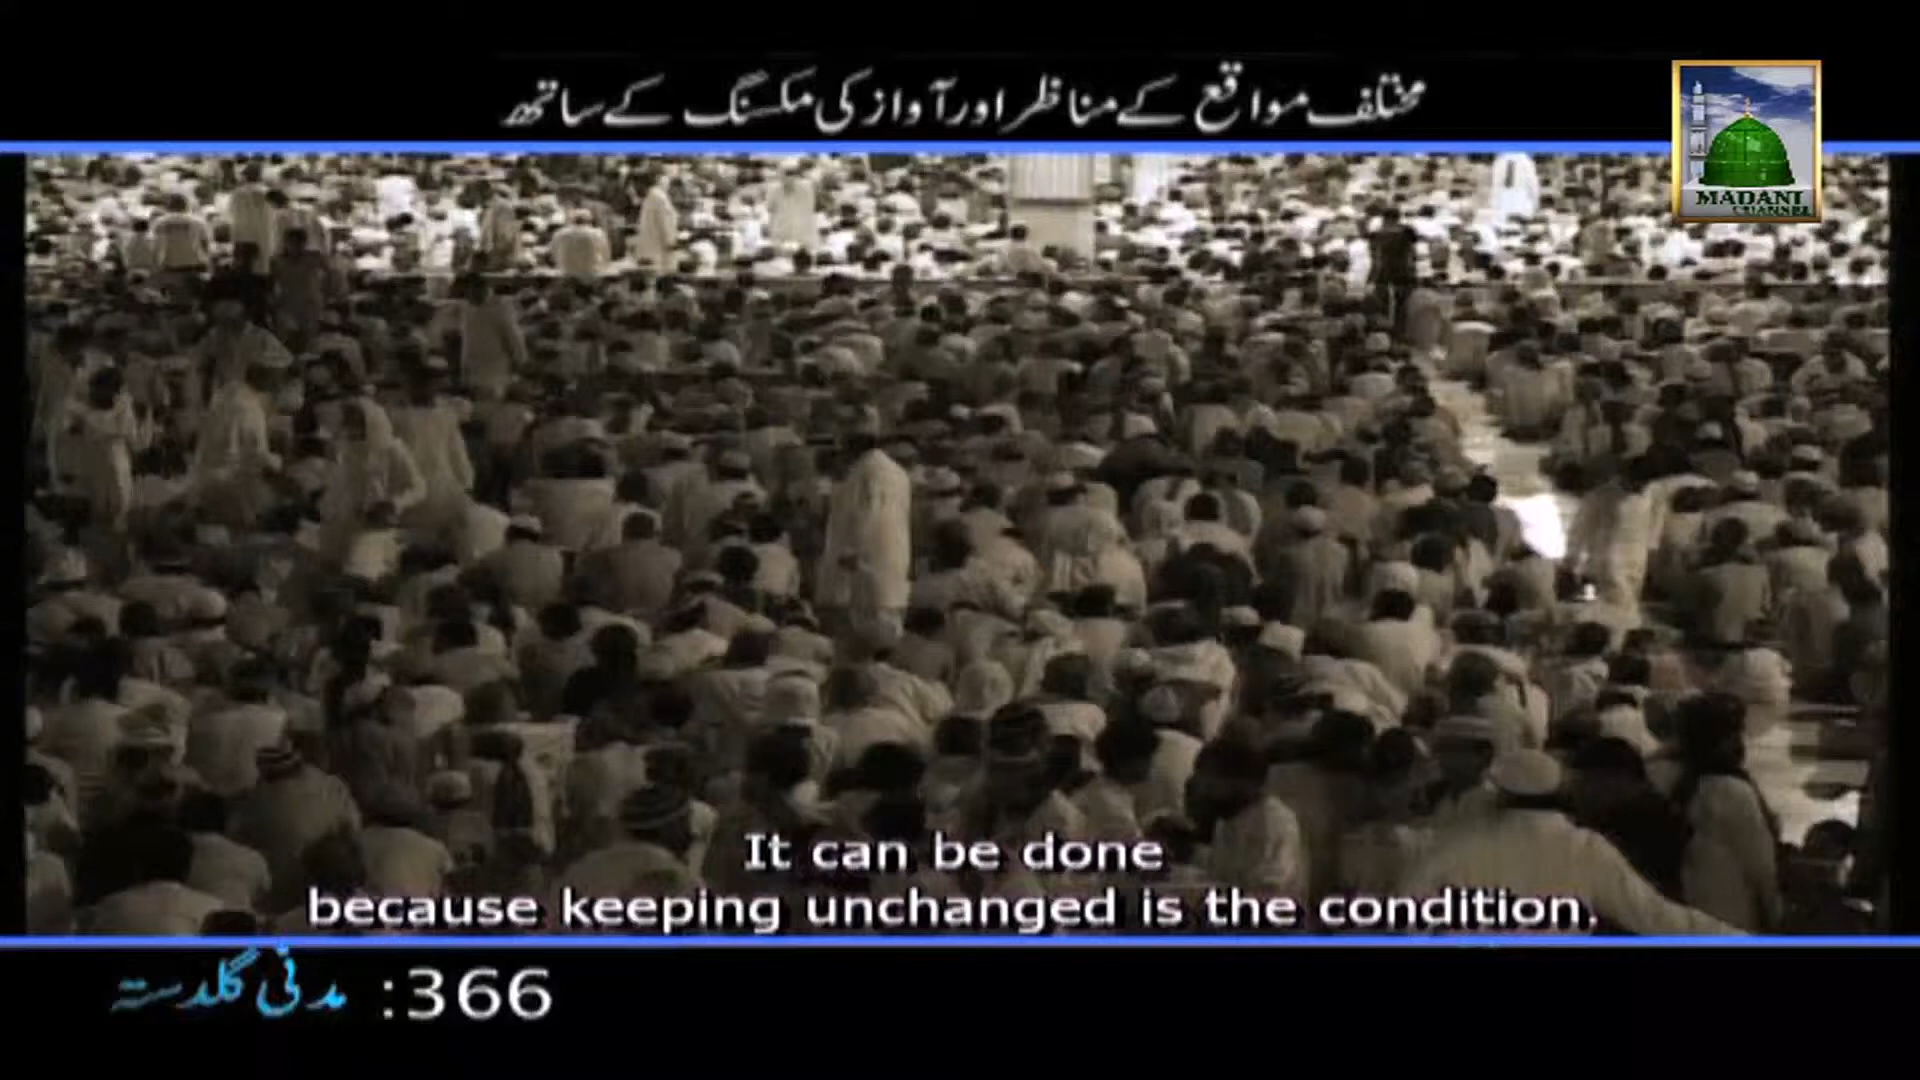 مختلف مواقع کے مناظر اور آواز کی مکسنگ کے ساتھ
MADANI
CHANNEL
It can be done
because keeping unchanged is the condition.
مدنی گلدستہ :366